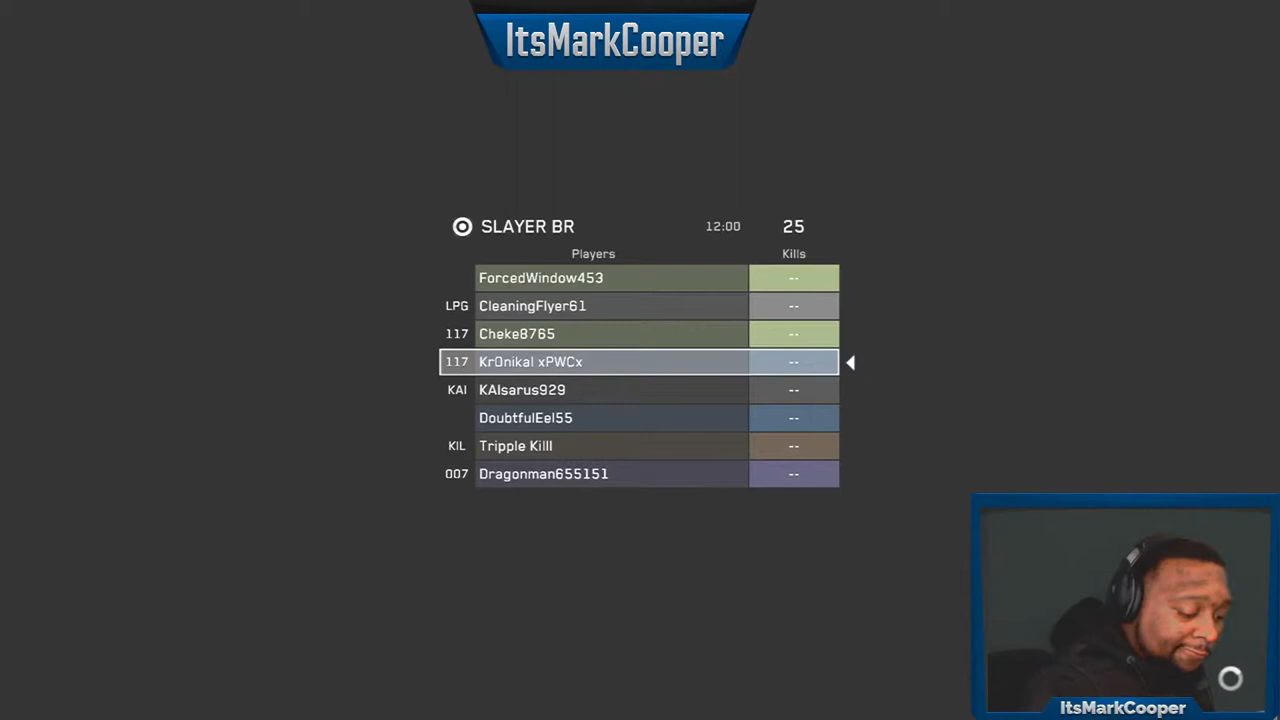 ItsMarkCooper
SLAYER BR 12:00 25
Players Kills
ForcedWindow453 --
LPG CleaningFlyer61 --
117 Cheke8765 --
117 Kr0nikal xPWCx --
KAI KAIsarus929 --
DoubtfulEel55 --
KIL Tripple Killl --
007 Dragonman655151 --
ItsMarkCooper